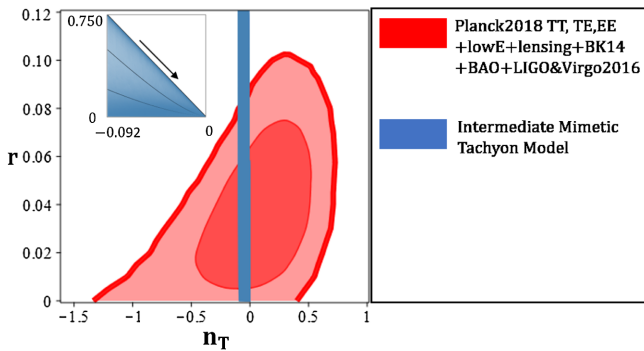 0.12
0.10
0.08
0.06
0.04
0.02
0
r
0.750
0
−0.092
0
−1.5
−1
−0.5
0
0.5
1
n_T
Planck2018 TT, TE,EE
+lowE+lensing+BK14
+BAO+LIGO&Virgo2016
Intermediate Mimetic
Tachyon Model